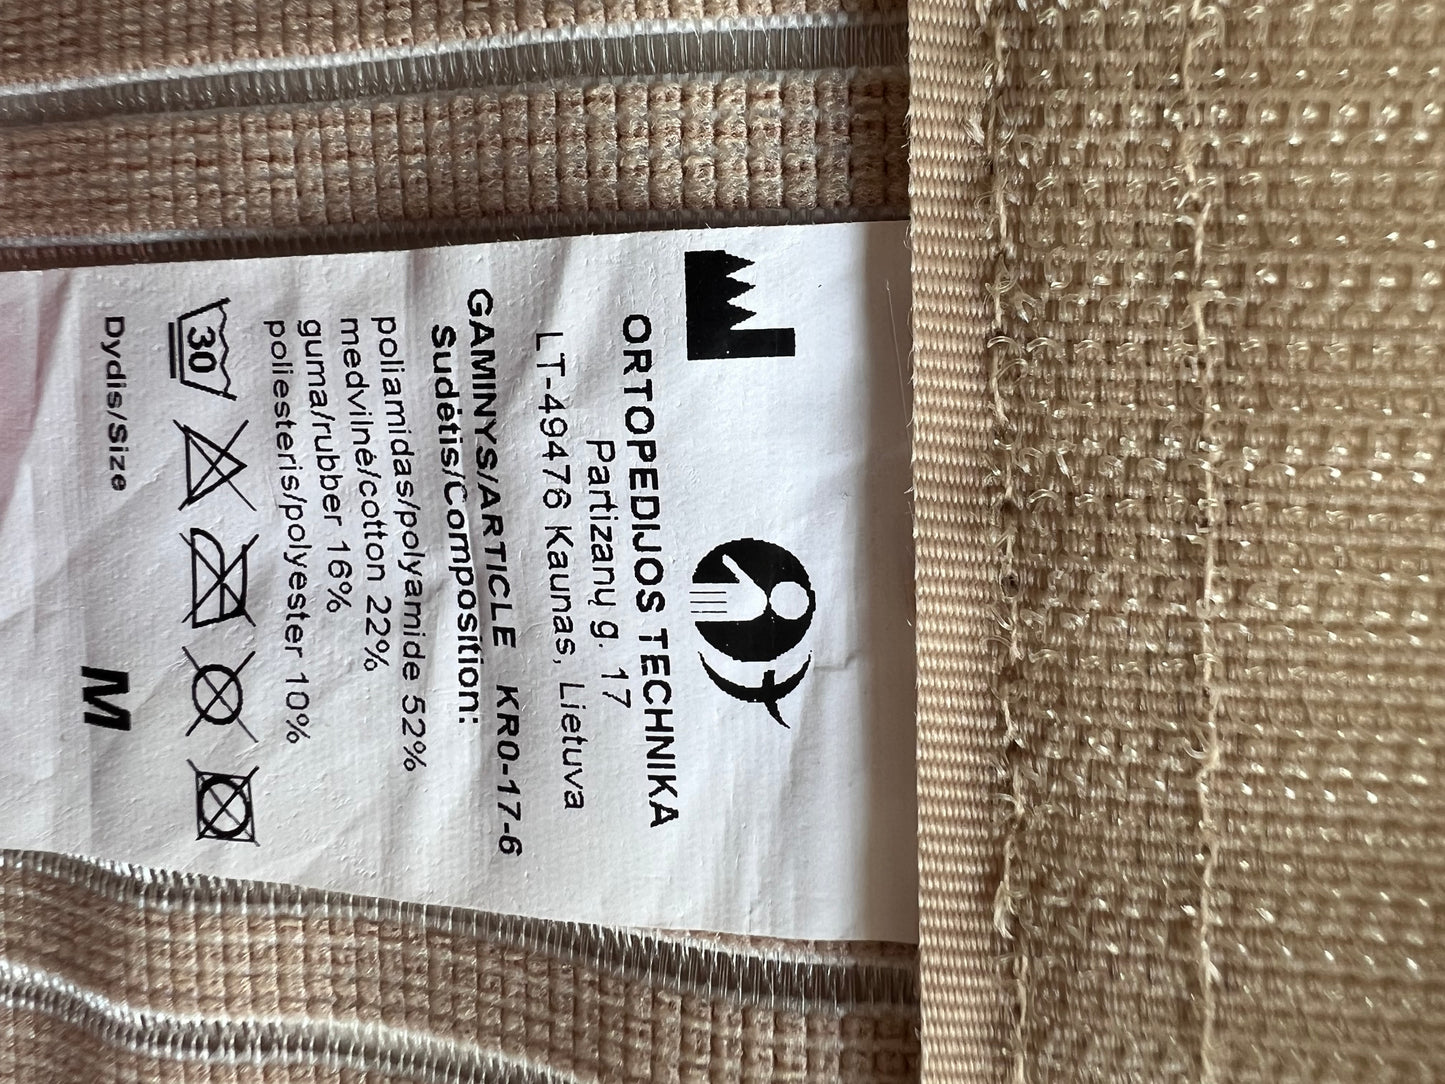 ORTOPEDIJOS TECHNIKA
Partizanų g. 17
LT-49476 Kaunas, Lietuva
GAMINYS/ARTICLE KR0-17-6
Sudėtis/Composition:
poliamidas/polyamide 52%
medvilnė/cotton 22%
guma/rubber 16%
poliesteris/polyester 10%
30
Dydis/Size M